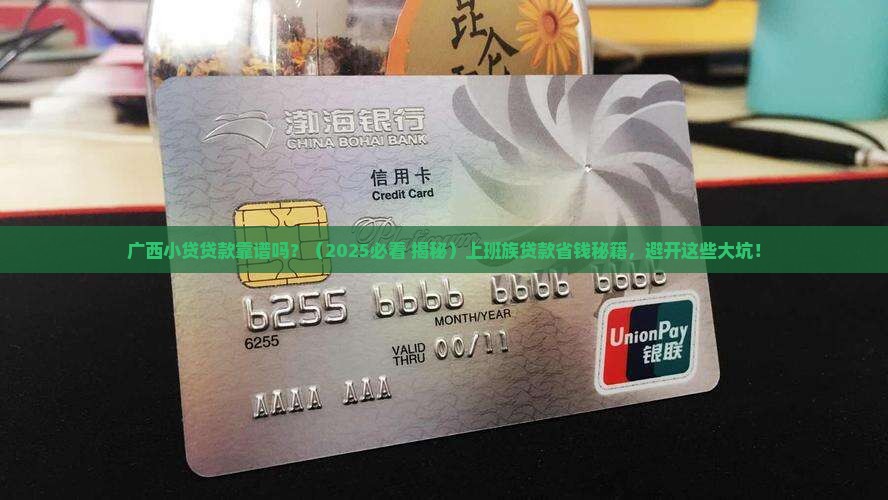 昆仑
渤海银行
CHINA BOHAI BANK
信用卡
Credit Card
Platinum
广西小贷贷款靠谱吗？（2025必看 揭秘）上班族贷款省钱秘籍，避开这些大坑！
6255 6666 6666 6666
6255
MONTH/YEAR
VALID THRU 00/11
UnionPay
银联
AAAA AAA